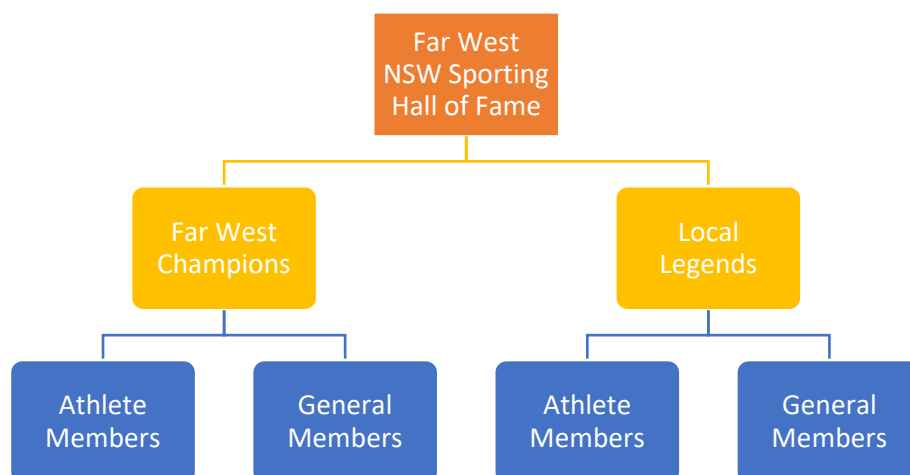 Far West
NSW Sporting
Hall of Fame
Far West
Champions
Local
Legends
Athlete
Members
General
Members
Athlete
Members
General
Members